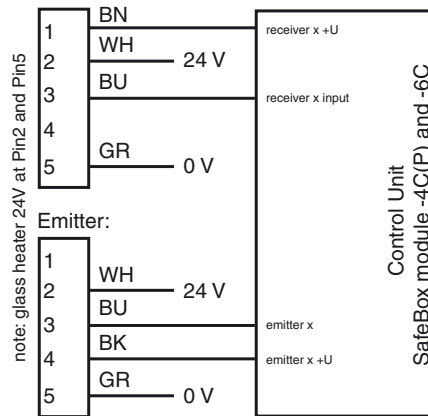 BN
1
receiver x +U
WH
2
24 V
BU
3
receiver x input
4
GR
5
0 V
note: glass heater 24V at Pin2 and Pin5
Emitter:
1
WH
2
24 V
BU
3
emitter x
BK
4
emitter x +U
GR
5
0 V
Control Unit
SafeBox module -4C(P) and -6C